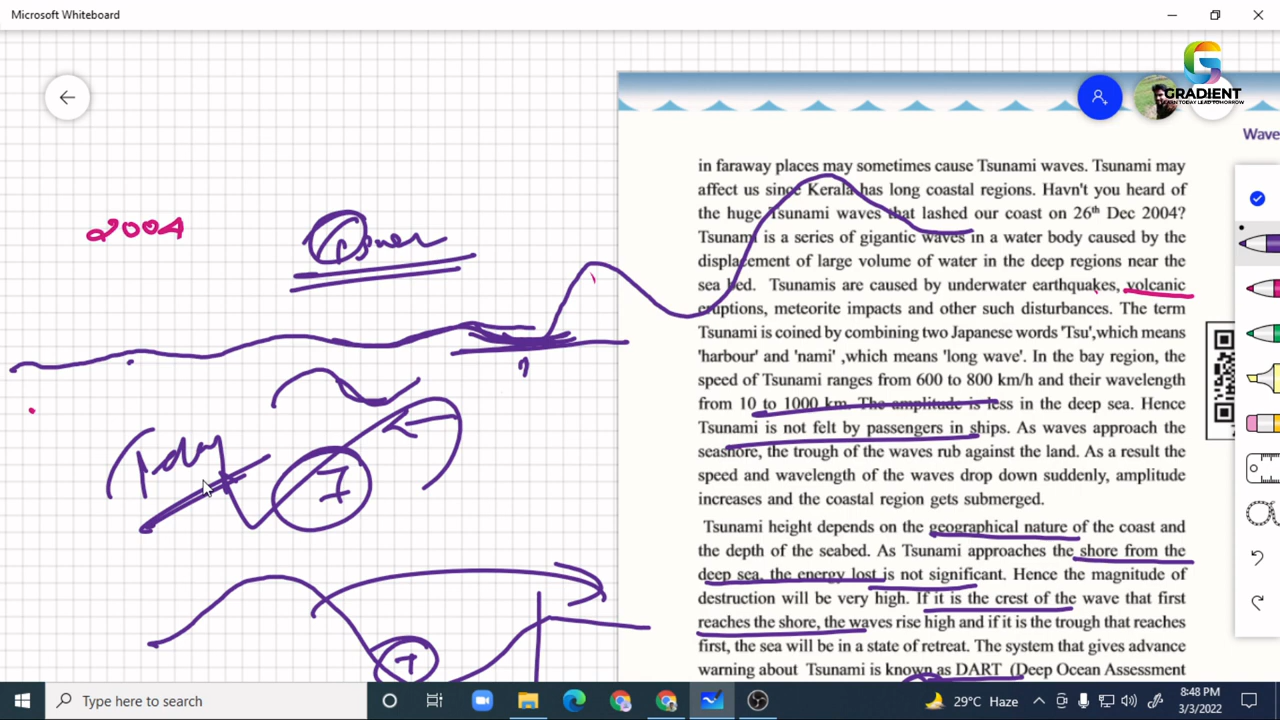 Microsoft Whiteboard
GRADIENT
LEARN TODAY LEAD TOMORROW
Wave
in faraway places may sometimes cause Tsunami waves. Tsunami may
affect us since Kerala has long coastal regions. Havn't you heard of
the huge Tsunami waves that lashed our coast on 26th Dec 2004?
Tsunami is a series of gigantic waves in a water body caused by the
displacement of large volume of water in the deep regions near the
sea bed. Tsunamis are caused by underwater earthquakes, volcanic
eruptions, meteorite impacts and other such disturbances. The term
Tsunami is coined by combining two Japanese words 'Tsu',which means
'harbour' and 'nami' ,which means 'long wave'. In the bay region, the
speed of Tsunami ranges from 600 to 800 km/h and their wavelength
from 10 to 1000 km. The amplitude is less in the deep sea. Hence
Tsunami is not felt by passengers in ships. As waves approach the
seashore, the trough of the waves rub against the land. As a result the
speed and wavelength of the waves drop down suddenly, amplitude
increases and the coastal region gets submerged.
Tsunami height depends on the geographical nature of the coast and
the depth of the seabed. As Tsunami approaches the shore from the
deep sea, the energy lost is not significant. Hence the magnitude of
destruction will be very high. If it is the crest of the wave that first
reaches the shore, the waves rise high and if it is the trough that reaches
first, the sea will be in a state of retreat. The system that gives advance
warning about Tsunami is known as DART (Deep Ocean Assessment
2004
Today
7
Type here to search
29°C Haze
8:48 PM
3/3/2022